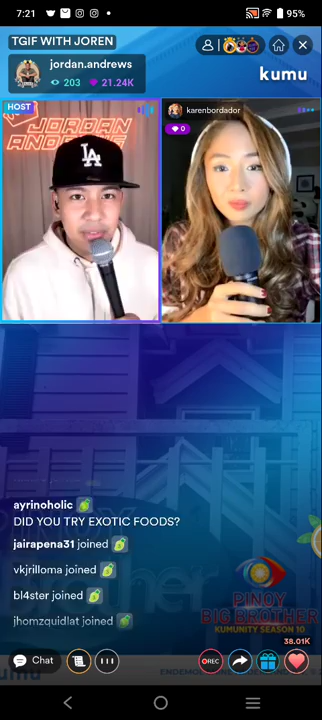 7:21
95%
TGIF WITH JOREN
jordan.andrews
203 21.24K
kumu
HOST
karenbordador
0
JORDAN
ANDREWS
LA
ayrinoholic
DID YOU TRY EXOTIC FOODS?
jairapena31 joined
vkjrilloma joined
bl4ster joined
jhomzquidlat joined
PINOY
BIG BROTHER
KUMUNITY SEASON 10
38.01K
Chat
REC